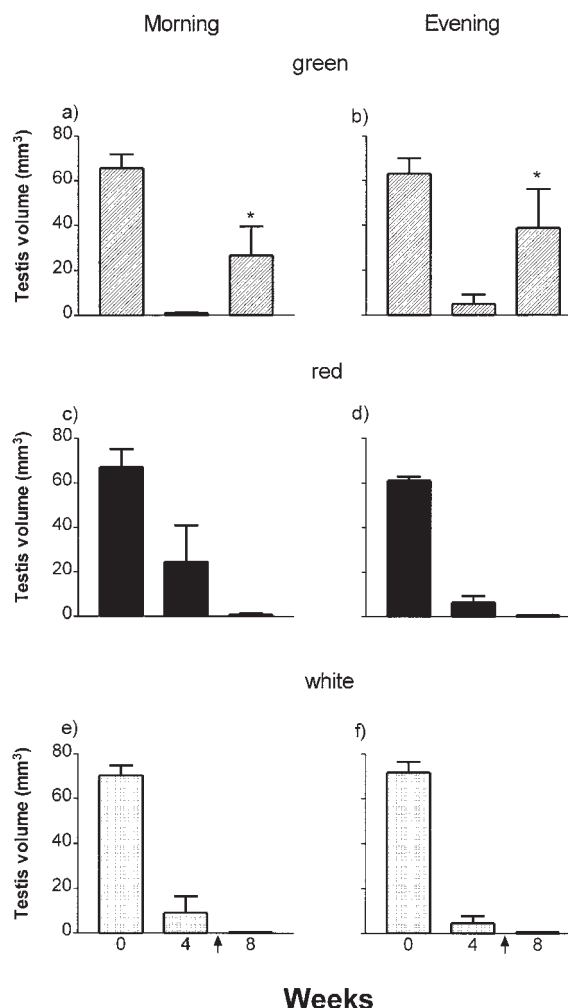 Morning Evening
green
a) b)
Testis volume (mm³)
80
60
40
20
0
*
*
red
c) d)
Testis volume (mm³)
80
60
40
20
0
white
e) f)
Testis volume (mm³)
80
60
40
20
0
0 4 8 0 4 8
Weeks